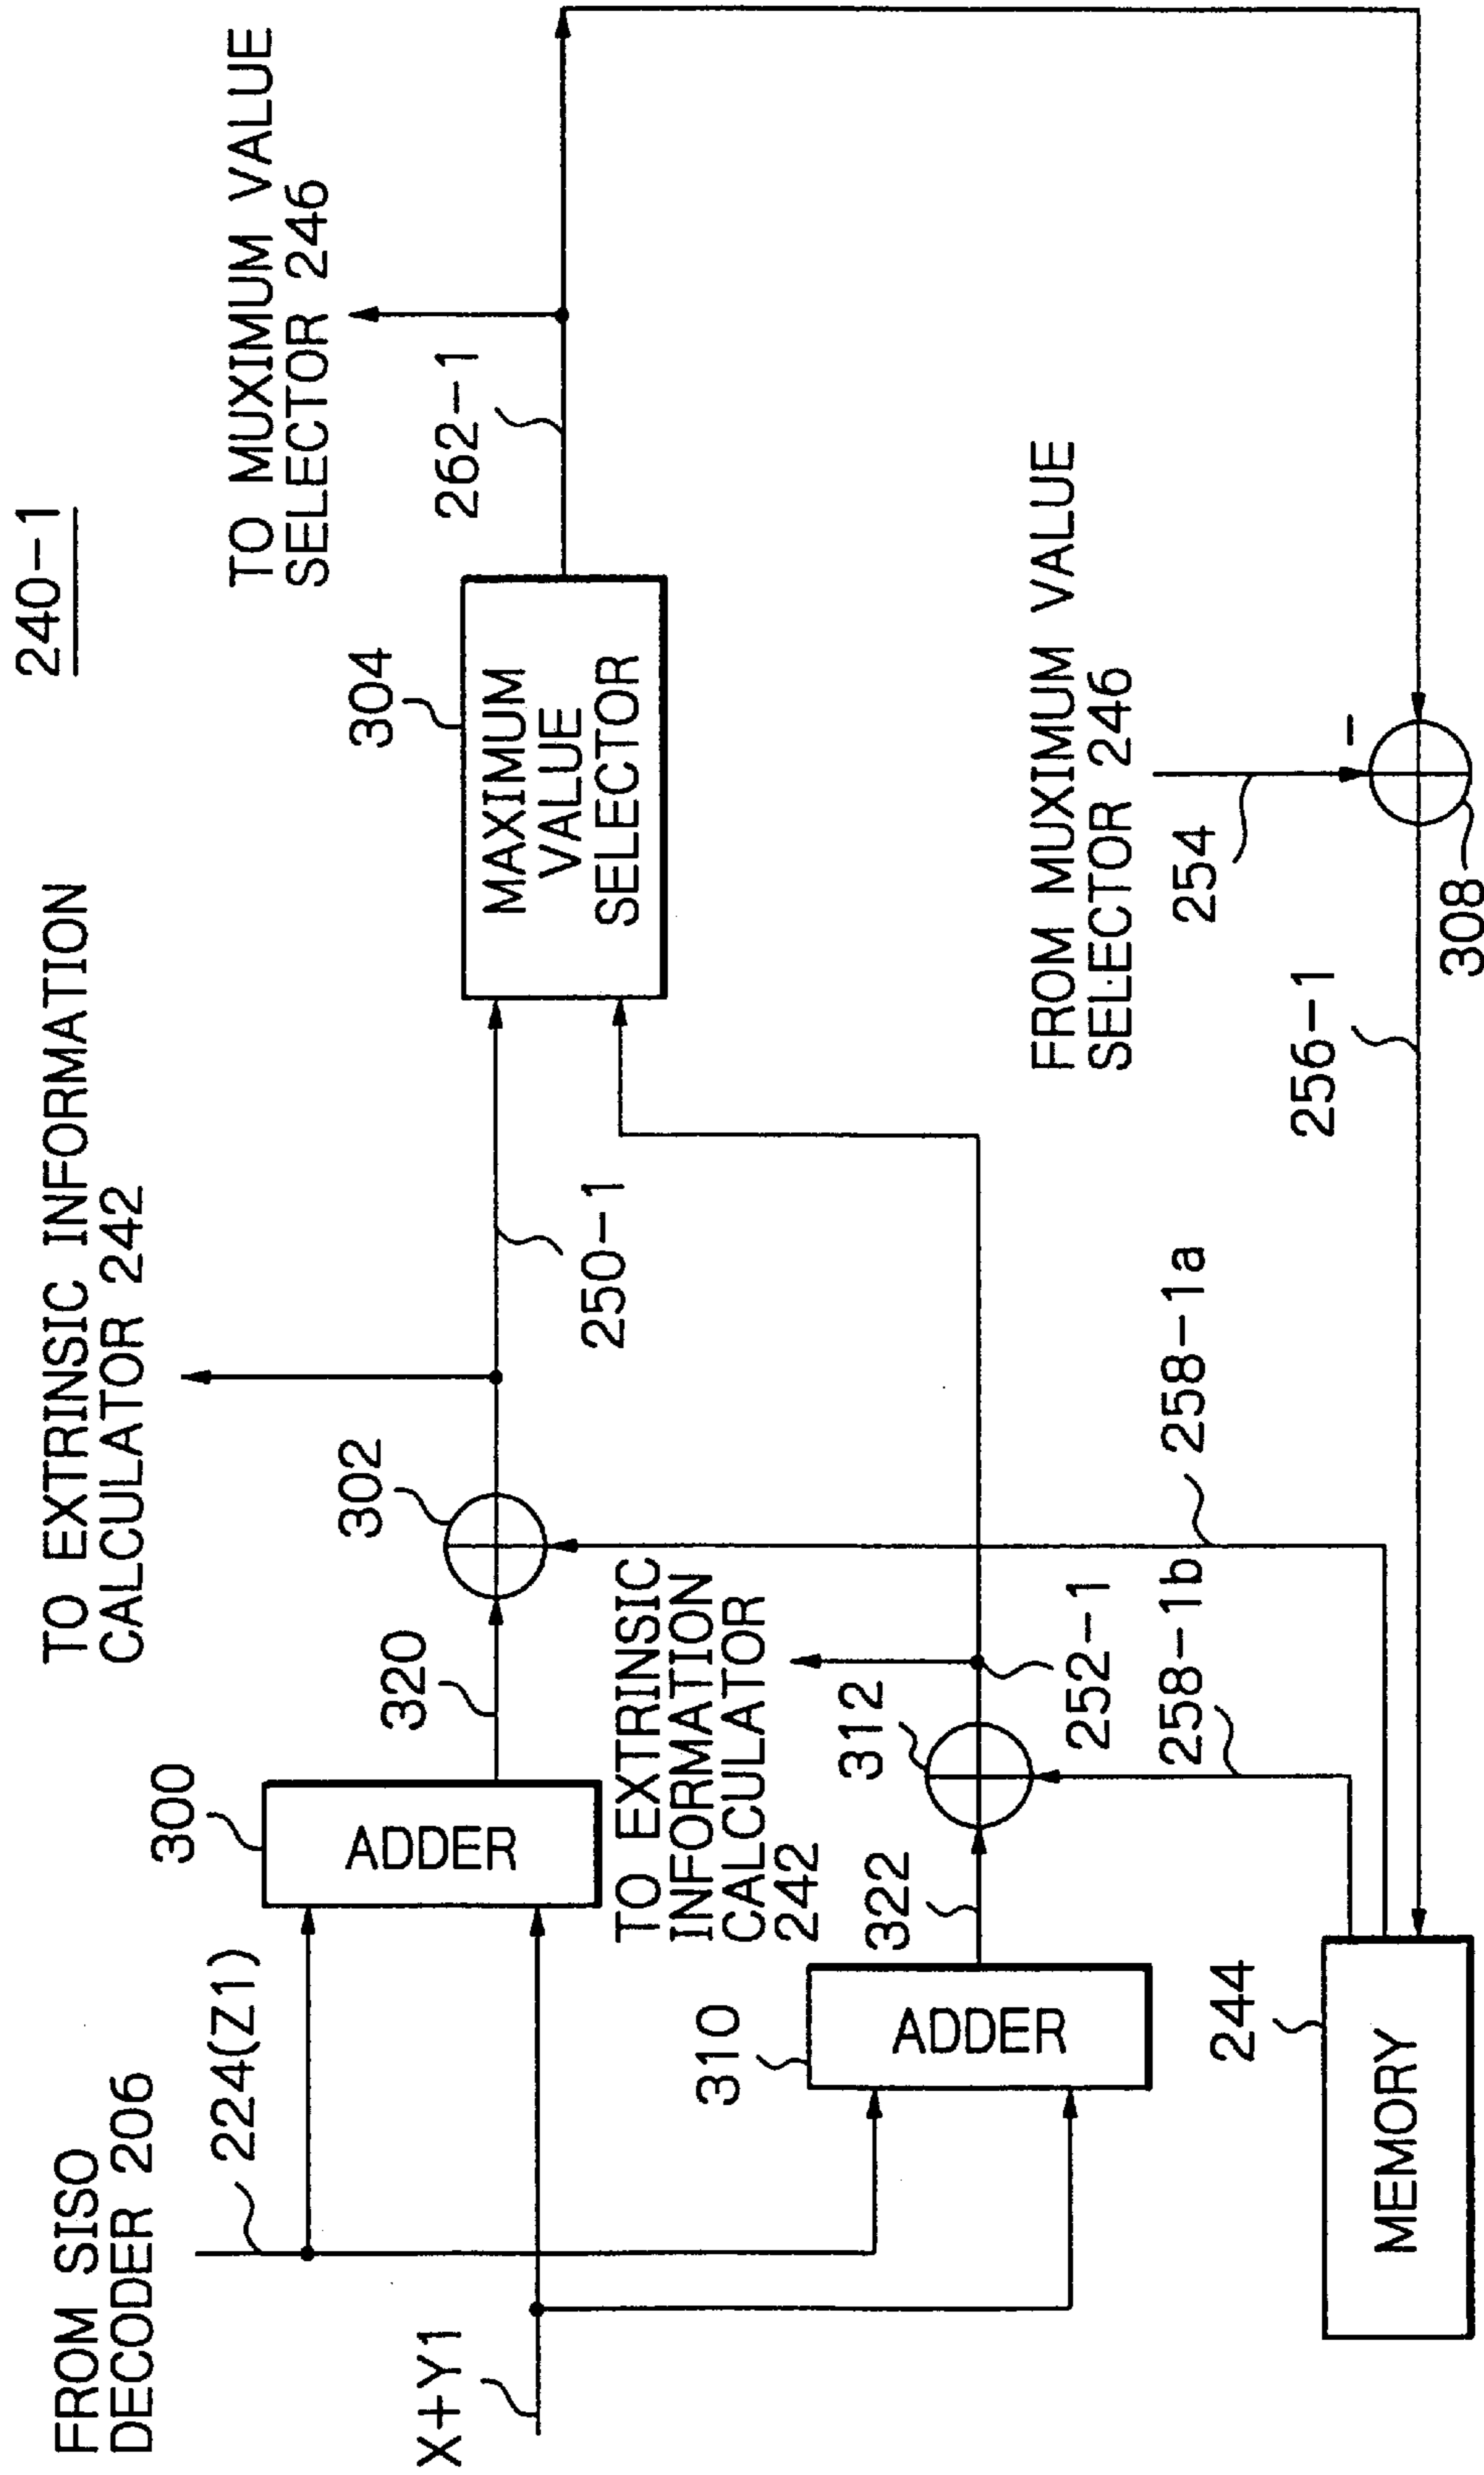 240-1
FROM SISO
DECODER 206
224(Z1)
X+Y1
300
ADDER
320
302
TO EXTRINSIC INFORMATION
CALCULATOR 242
250-1
304
MAXIMUM
VALUE
SELECTOR
262-1
TO MUXIMUM VALUE
SELECTOR 246
310
ADDER
322
312
TO EXTRINSIC
INFORMATION
CALCULATOR
242
252-1
258-1b
258-1a
FROM MUXIMUM VALUE
SELECTOR 246
254
-
308
256-1
244
MEMORY